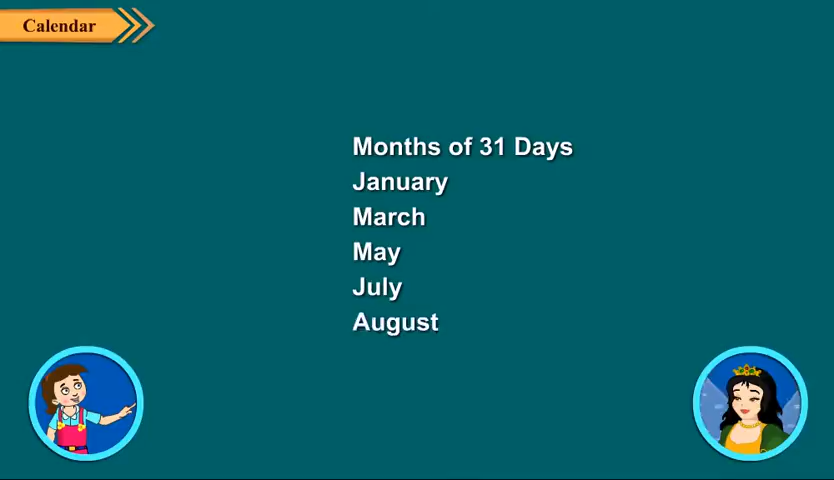 Calendar
Months of 31 Days
January
March
May
July
August